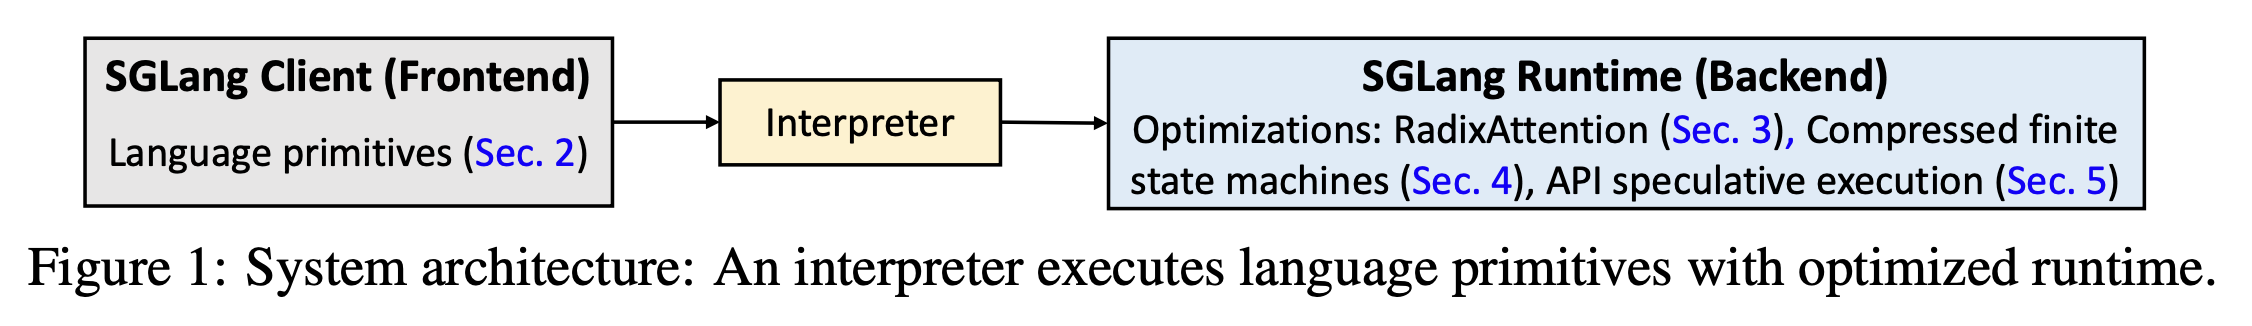 SGLang Client (Frontend)
Language primitives (Sec. 2)
Interpreter
SGLang Runtime (Backend)
Optimizations: RadixAttention (Sec. 3), Compressed finite
state machines (Sec. 4), API speculative execution (Sec. 5)
Figure 1: System architecture: An interpreter executes language primitives with optimized runtime.